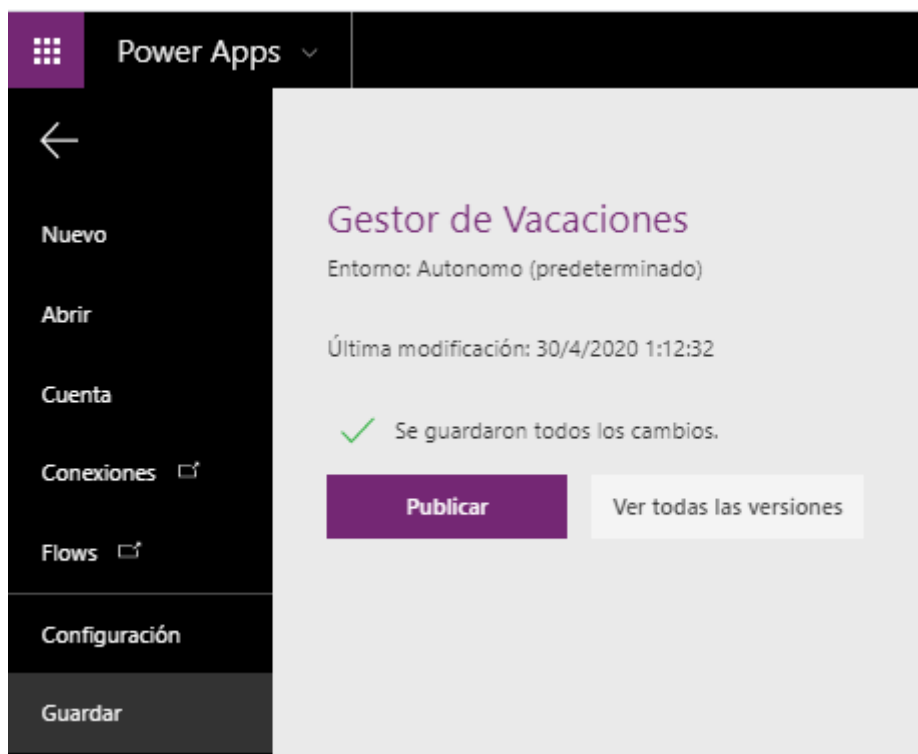 Power Apps
Nuevo
Abrir
Cuenta
Conexiones
Flows
Configuración
Guardar
Gestor de Vacaciones
Entorno: Autonomo (predeterminado)
Última modificación: 30/4/2020 1:12:32
Se guardaron todos los cambios.
Publicar
Ver todas las versiones